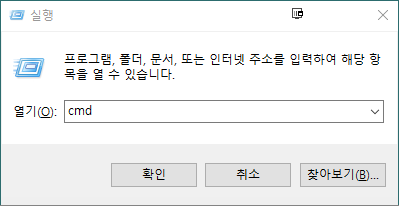 실행
프로그램, 폴더, 문서, 또는 인터넷 주소를 입력하여 해당 항
목을 열 수 있습니다.
열기(O): cmd
확인 취소 찾아보기(B)...